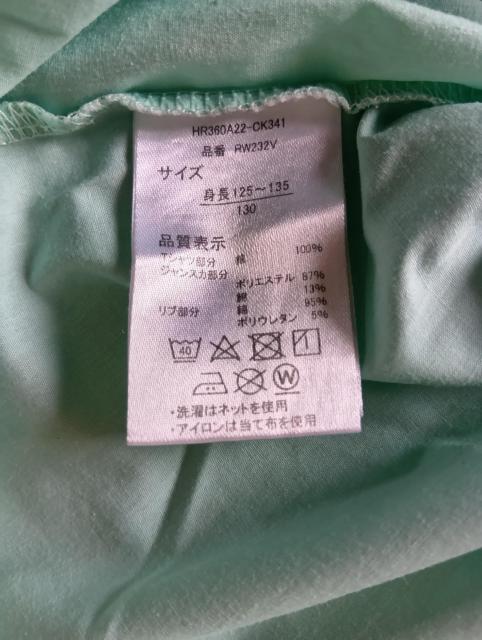 HR360A22-CK341
品番 RW232V
サイズ
身長125～135
130
品質表示
Tシャツ部分 綿 100%
ジャンスカ部分
ポリエステル 87%
綿 13%
リブ部分 綿 95%
ポリウレタン 5%
40
W
・洗濯はネットを使用
・アイロンは当て布を使用